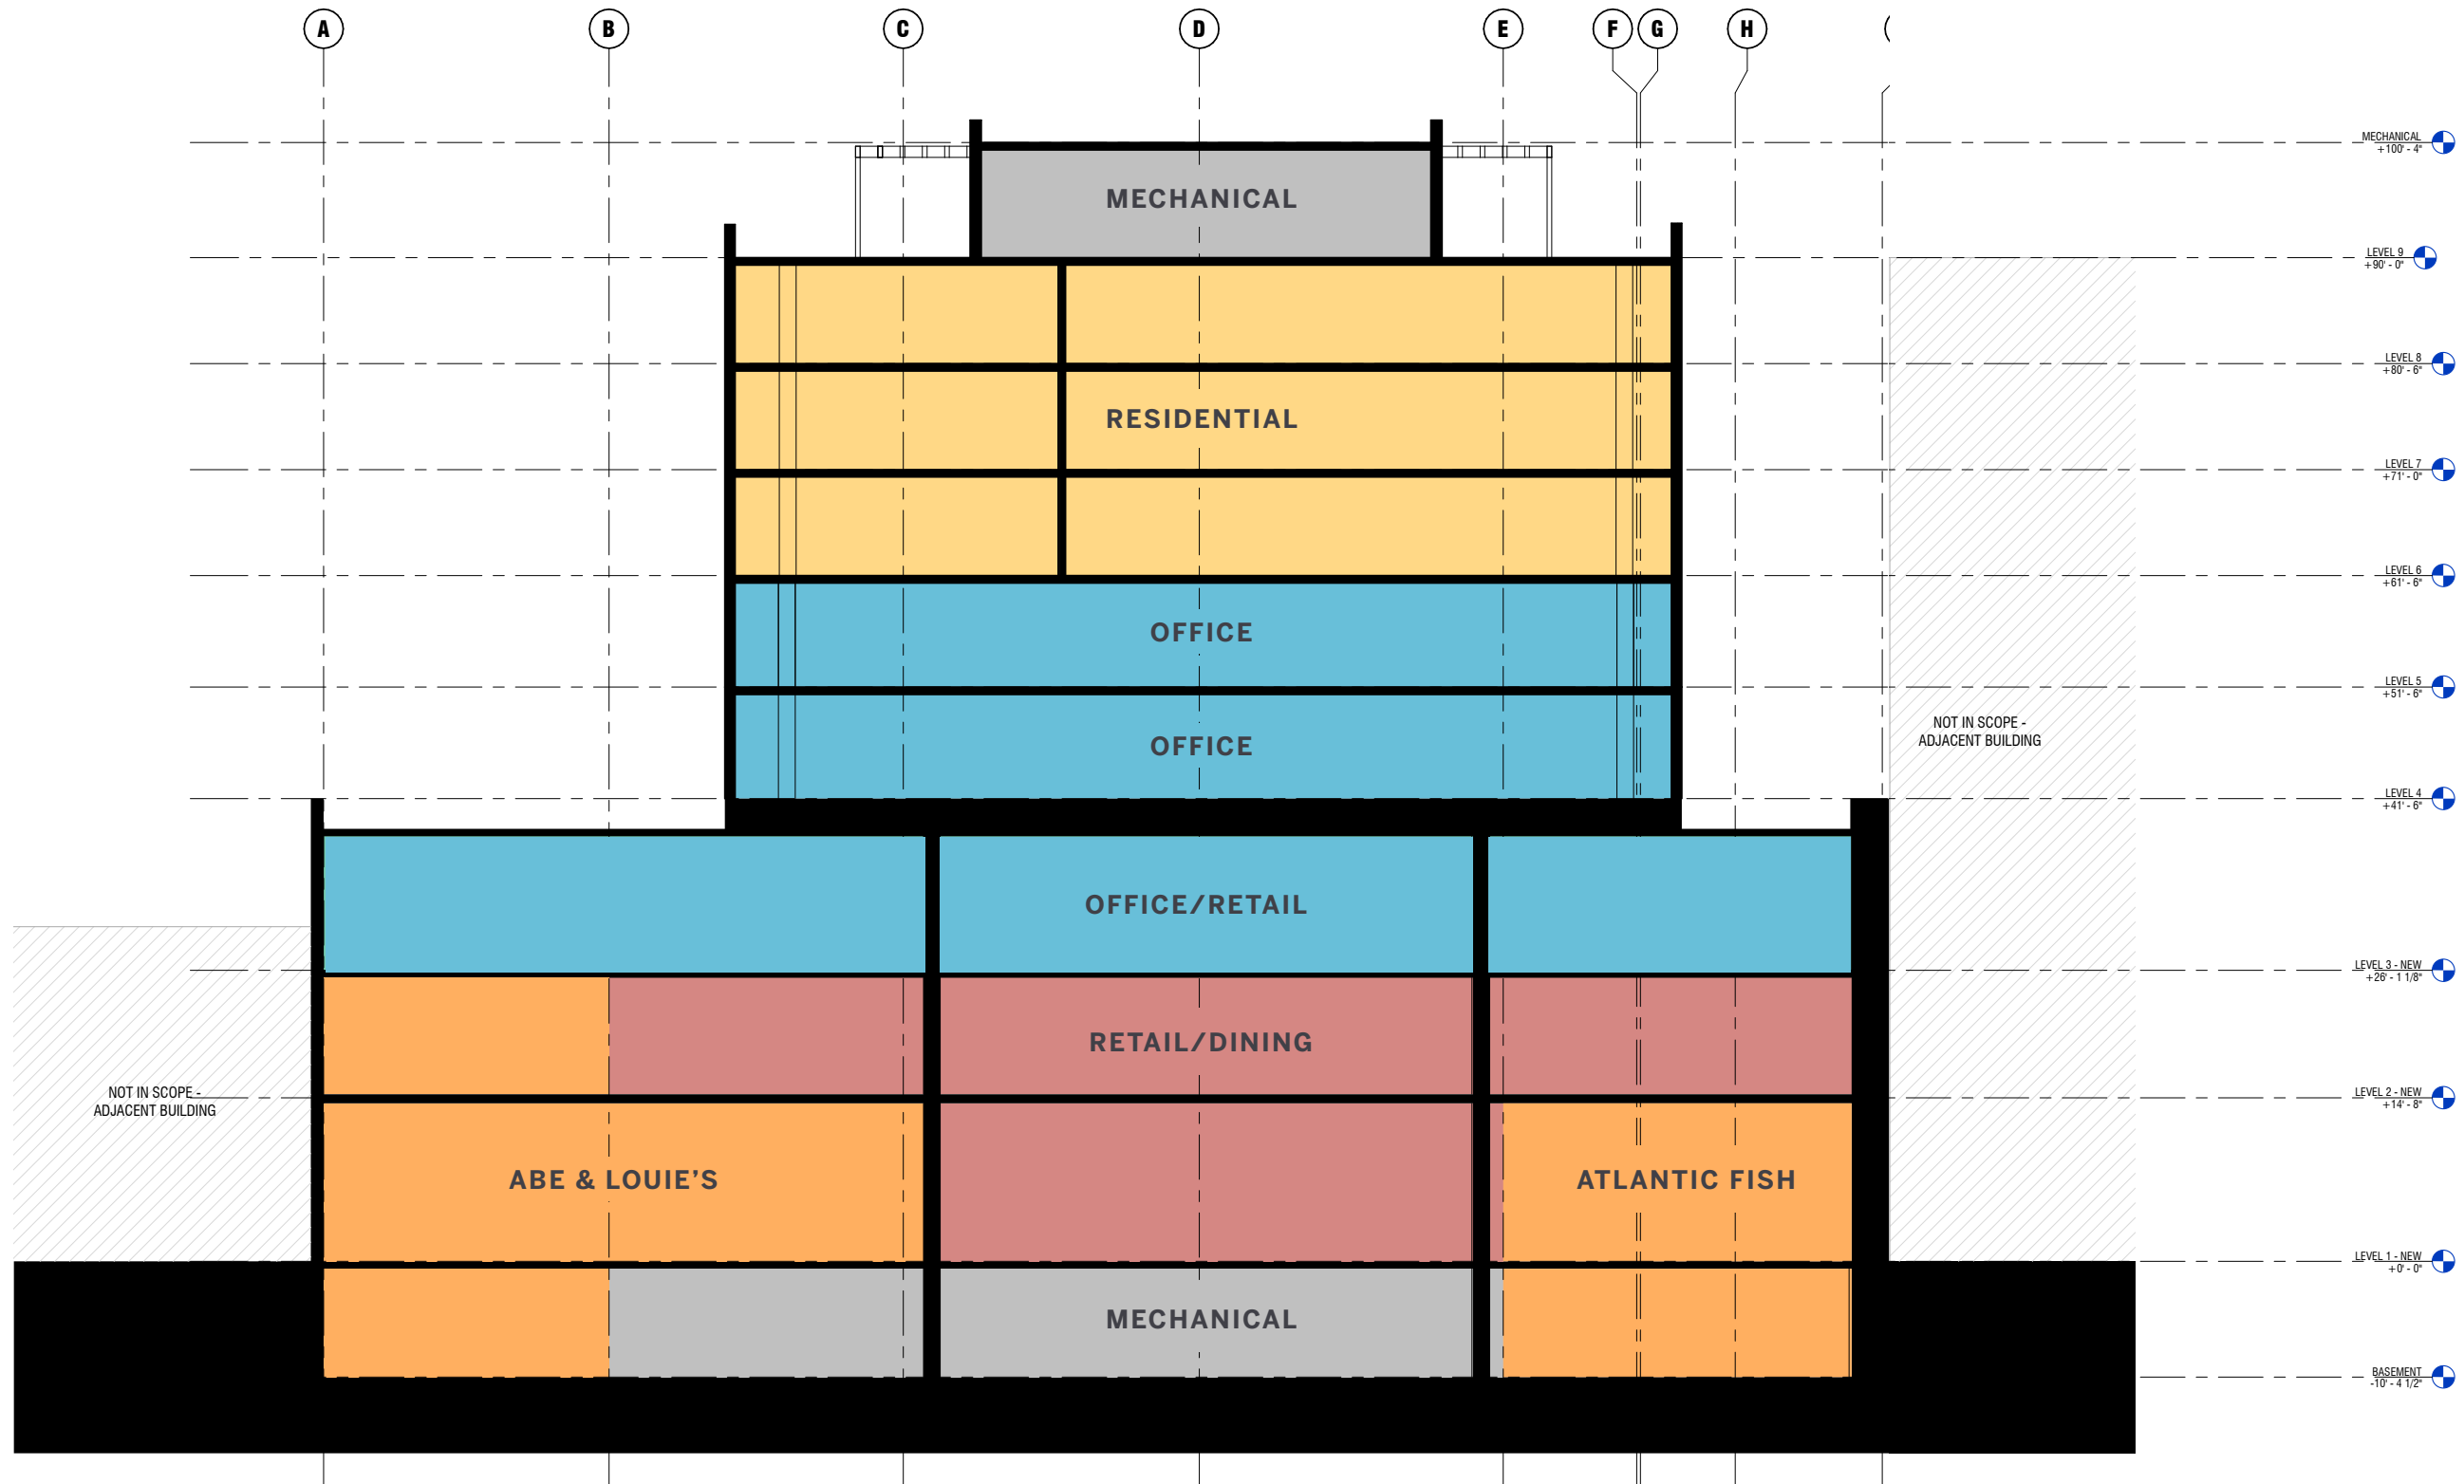 A
B
C
D
E
F
G
H
MECHANICAL
+100' - 4"
MECHANICAL
LEVEL 9
+90' - 0"
LEVEL 8
+80' - 6"
RESIDENTIAL
LEVEL 7
+71' - 0"
LEVEL 6
+61' - 6"
OFFICE
LEVEL 5
+51' - 6"
NOT IN SCOPE -
ADJACENT BUILDING
OFFICE
LEVEL 4
+41' - 6"
OFFICE/RETAIL
LEVEL 3 - NEW
+26' - 1 1/8"
RETAIL/DINING
NOT IN SCOPE -
ADJACENT BUILDING
LEVEL 2 - NEW
+14' - 8"
ABE & LOUIE’S
ATLANTIC FISH
LEVEL 1 - NEW
+0' - 0"
MECHANICAL
BASEMENT
-10' - 4 1/2"